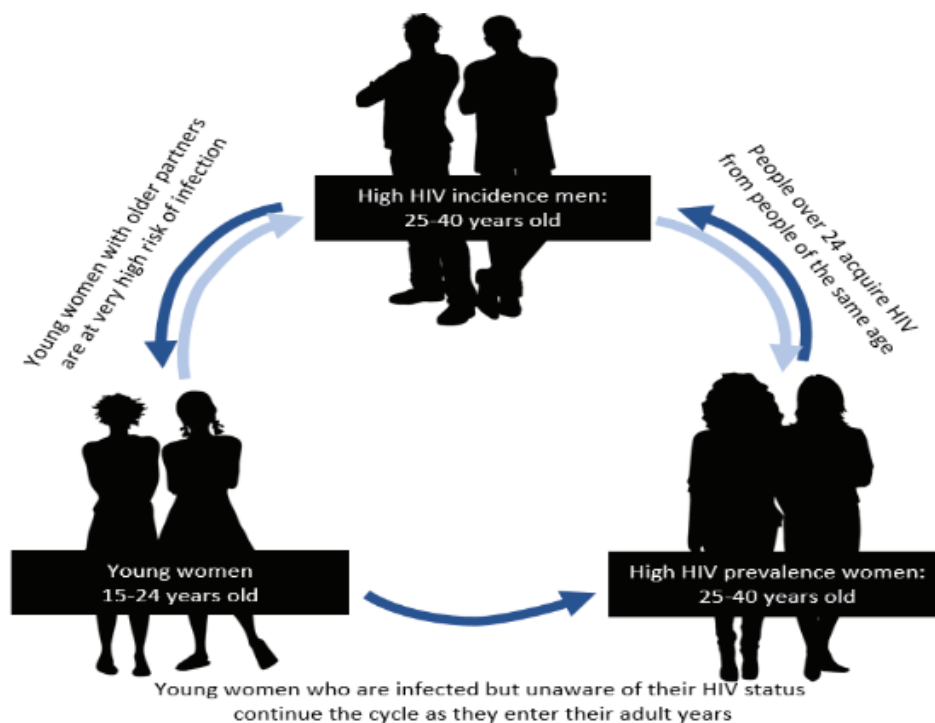 High HIV incidence men:
25-40 years old
Young women with older partners
are at very high risk of infection
People over 24 acquire HIV
from people of the same age
Young women
15-24 years old
High HIV prevalence women:
25-40 years old
Young women who are infected but unaware of their HIV status
continue the cycle as they enter their adult years